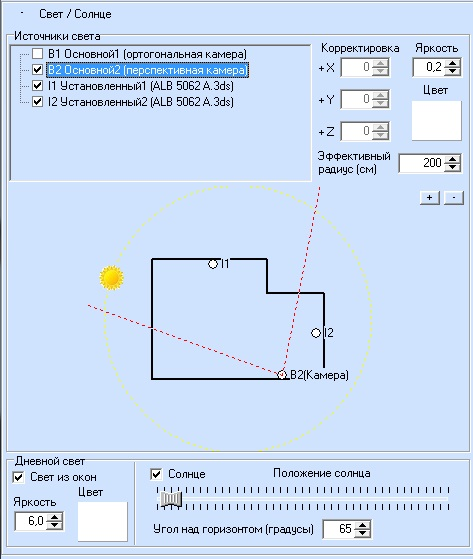 Свет / Солнце
Источники света
B1 Основной1 (ортогональная камера)
B2 Основной2 (перспективная камера)
I1 Установленный1 (ALB 5062 A.3ds)
I2 Установленный2 (ALB 5062 A.3ds)
Корректировка
+X 0
+Y 0
+Z 0
Яркость
0,2
Цвет
Эффективный
радиус (см) 200
+ -
I1
I2
B2(Камера)
Дневной свет
Свет из окон
Яркость
6,0
Цвет
Солнце
Положение солнца
Угол над горизонтом (градусы) 65